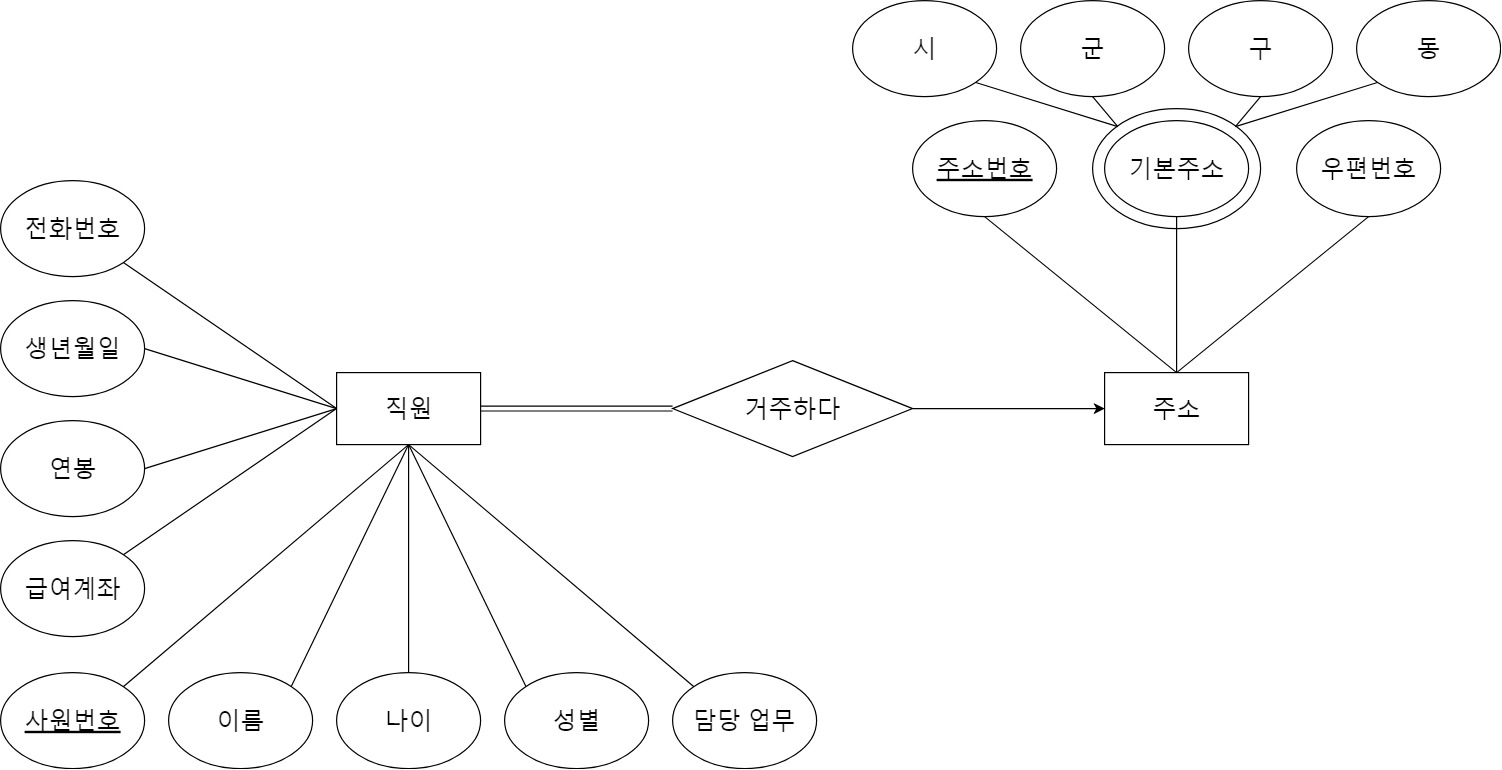 시
군
구
동
주소번호
기본주소
우편번호
전화번호
생년월일
연봉
급여계좌
직원
거주하다
주소
사원번호
이름
나이
성별
담당 업무